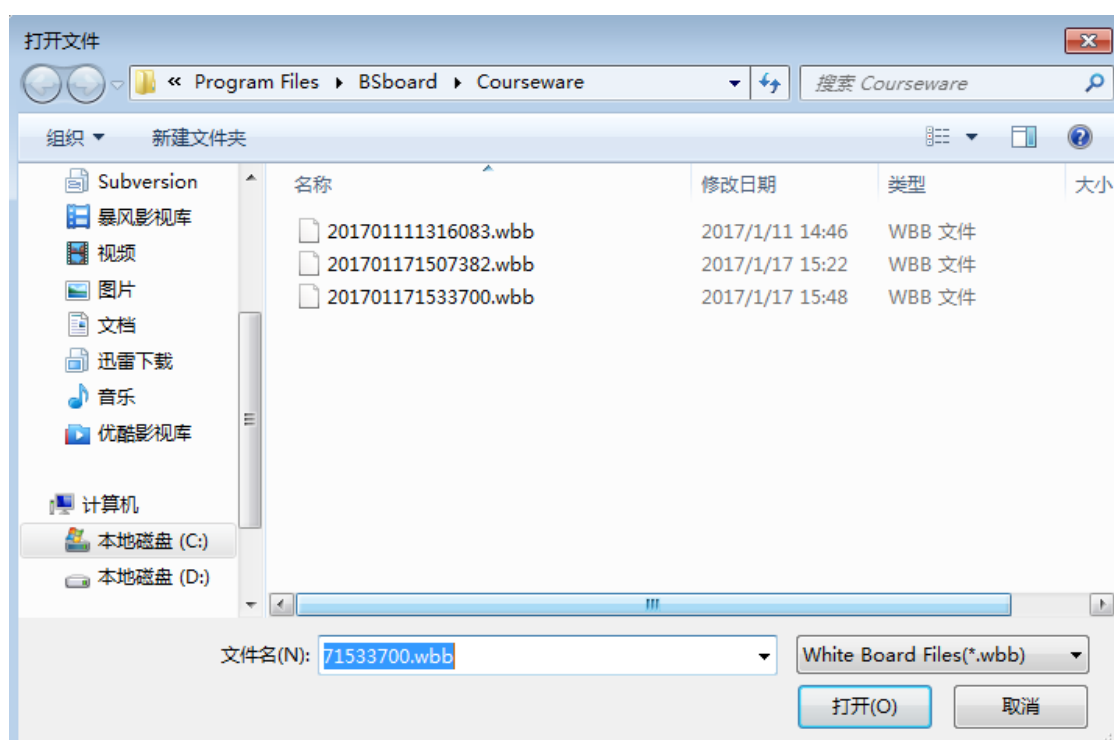 打开文件
« Program Files ▸ BSboard ▸ Courseware
搜索 Courseware
组织 ▼ 新建文件夹
Subversion
暴风影视库
视频
图片
文档
迅雷下载
音乐
优酷影视库
计算机
本地磁盘 (C:)
本地磁盘 (D:)
名称 修改日期 类型 大小
201701111316083.wbb 2017/1/11 14:46 WBB 文件
201701171507382.wbb 2017/1/17 15:22 WBB 文件
201701171533700.wbb 2017/1/17 15:48 WBB 文件
文件名(N): 71533700.wbb White Board Files(*.wbb)
打开(O) 取消